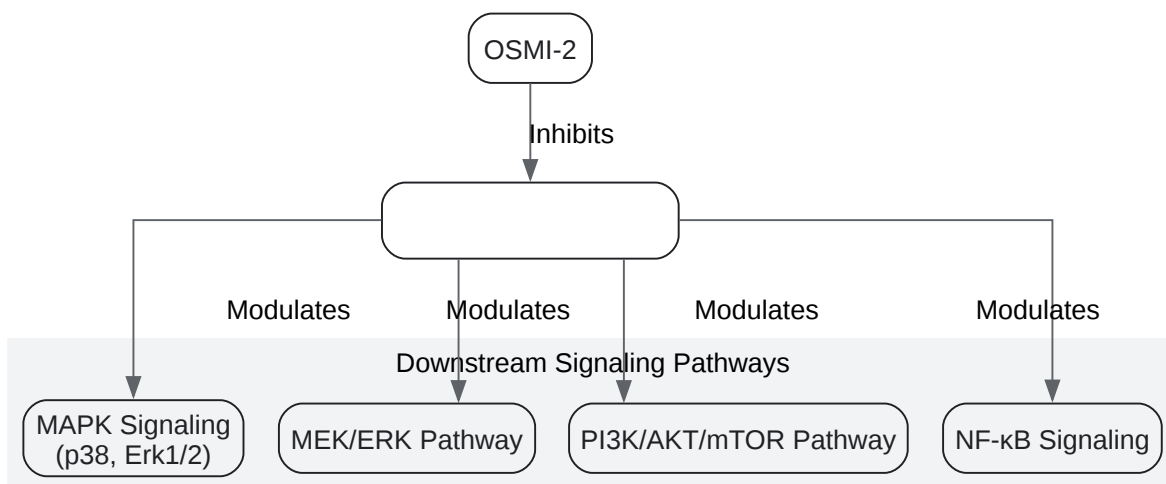 OSMI-2
Inhibits
Modulates
Modulates
Modulates
Modulates
Downstream Signaling Pathways
MAPK Signaling
(p38, Erk1/2)
MEK/ERK Pathway
PI3K/AKT/mTOR Pathway
NF-κB Signaling